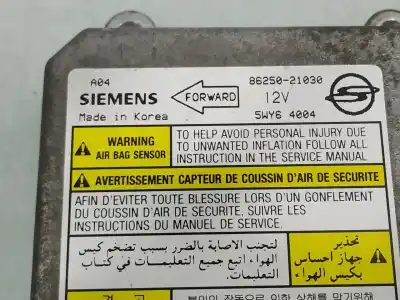 A04
86250-21030
SIEMENS
FORWARD
12V
Made in Korea
5WY6 4004
WARNING
AIR BAG SENSOR
TO HELP AVOID PERSONAL INJURY DUE
TO UNWANTED INFLATION FOLLOW ALL
INSTRUCTION IN THE SERVICE MANUAL
AVERTISSEMENT CAPTEUR DE COUSSIN D'AIR DE SECURITE
AFIN D'EVITER TOUTE BLESSURE LORS D'UN GONFLEMENT
DU COUSSIN D'AIR DE SECURITE, SUIVRE LES
INSTRUCTIONS DU MANUEL DE SERVICE.
لتجنب الاصابة بالضرر بسبب تضخم كيس
الهواء اتبع جميع التعليمات في كتاب
التعليمات.
تحذير
جهاز احساس
بكيس الهواء
경 고